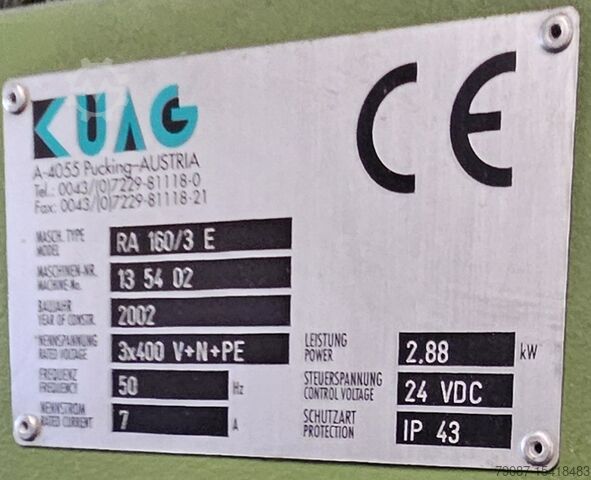 KUAG
CE
A-4055 Pucking-AUSTRIA
Tel.: 0043/(0)7229-81118-0
Fax: 0043/(0)7229-81118-21
MASCH. TYPE
MODEL
RA 160/3 E
MASCHINEN-NR.
MACHINE-No.
13 54 02
BAUJAHR
YEAR OF CONSTR.
2002
NENNSPANNUNG
RATED VOLTAGE
3x400 V+N+PE
FREQUENZ
FREQUENCY
50 Hz
NENNSTROM
RATED CURRENT
7 A
LEISTUNG
POWER
2.88 kW
STEUERSPANNUNG
CONTROL VOLTAGE
24 VDC
SCHUTZART
PROTECTION
IP 43
79087-15418483